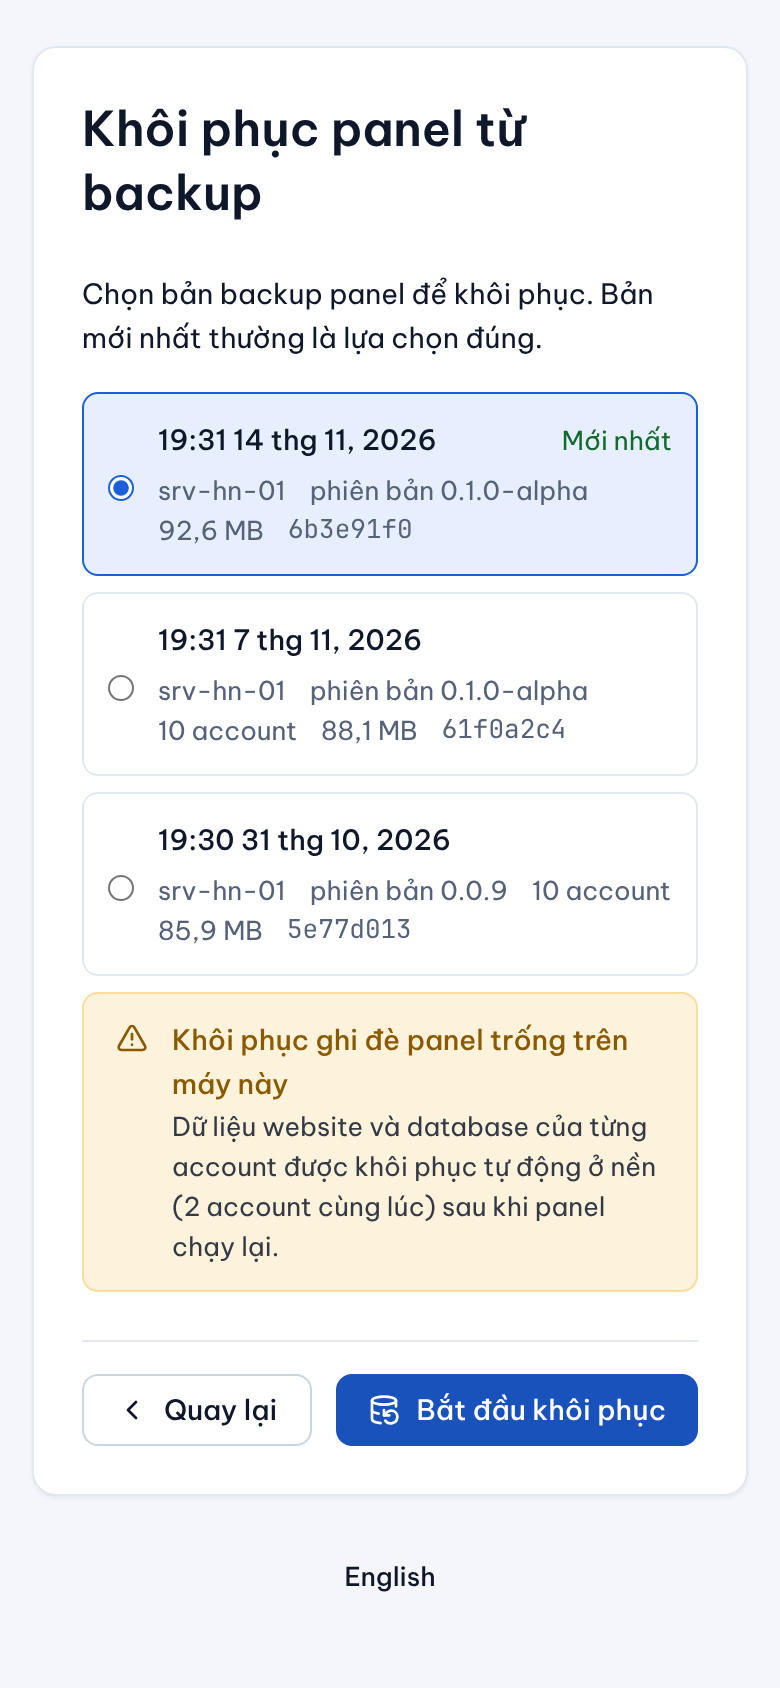 Khôi phục panel từ
backup
Chọn bản backup panel để khôi phục. Bản
mới nhất thường là lựa chọn đúng.
19:31 14 thg 11, 2026 Mới nhất
srv-hn-01 phiên bản 0.1.0-alpha
92,6 MB 6b3e91f0
19:31 7 thg 11, 2026
srv-hn-01 phiên bản 0.1.0-alpha
10 account 88,1 MB 61f0a2c4
19:30 31 thg 10, 2026
srv-hn-01 phiên bản 0.0.9 10 account
85,9 MB 5e77d013
Khôi phục ghi đè panel trống trên
máy này
Dữ liệu website và database của từng
account được khôi phục tự động ở nền
(2 account cùng lúc) sau khi panel
chạy lại.
Quay lại Bắt đầu khôi phục
English